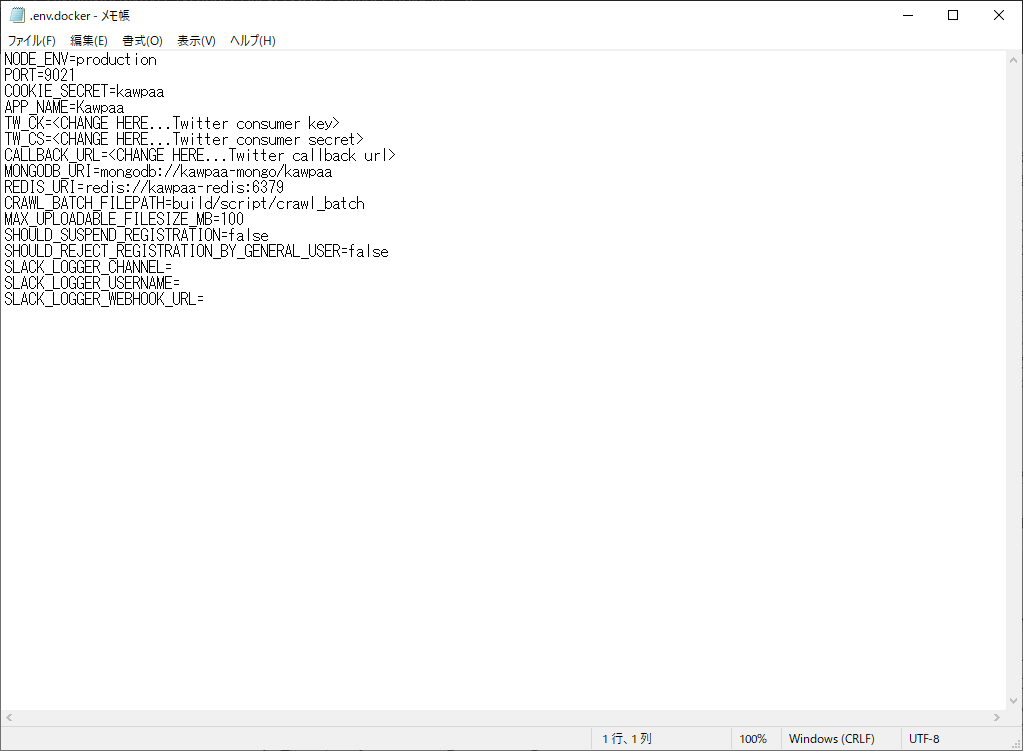 .env.docker - メモ帳
ファイル(F) 編集(E) 書式(O) 表示(V) ヘルプ(H)
NODE_ENV=production
PORT=9021
COOKIE_SECRET=kawpaa
APP_NAME=Kawpaa
TW_CK=<CHANGE HERE...Twitter consumer key>
TW_CS=<CHANGE HERE...Twitter consumer secret>
CALLBACK_URL=<CHANGE HERE...Twitter callback url>
MONGODB_URI=mongodb://kawpaa-mongo/kawpaa
REDIS_URI=redis://kawpaa-redis:6379
CRAWL_BATCH_FILEPATH=build/script/crawl_batch
MAX_UPLOADABLE_FILESIZE_MB=100
SHOULD_SUSPEND_REGISTRATION=false
SHOULD_REJECT_REGISTRATION_BY_GENERAL_USER=false
SLACK_LOGGER_CHANNEL=
SLACK_LOGGER_USERNAME=
SLACK_LOGGER_WEBHOOK_URL=
1 行、1 列 100% Windows (CRLF) UTF-8